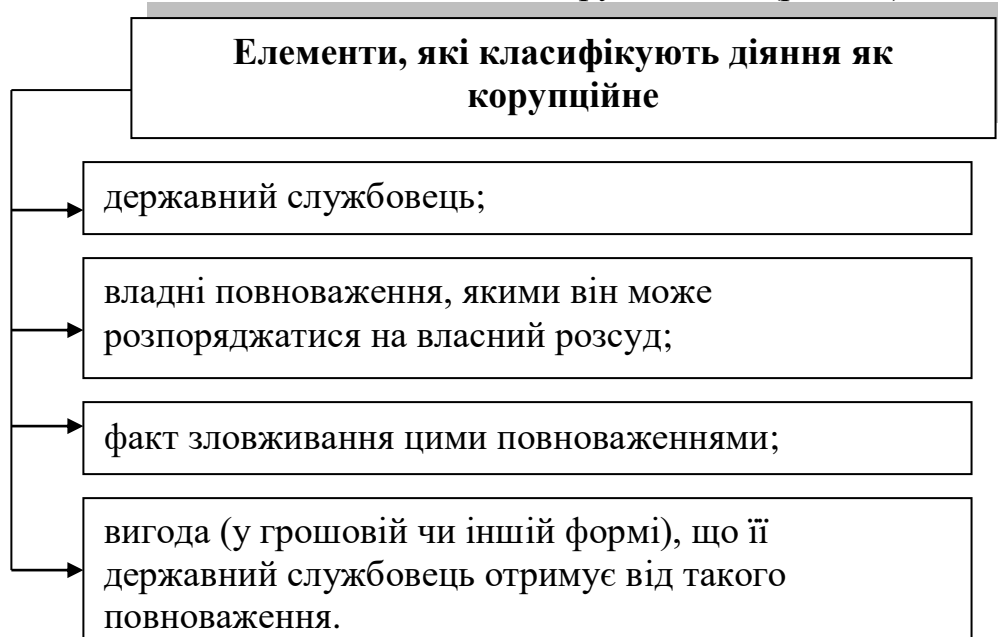 Елементи, які класифікують діяння як
корупційне
державний службовець;
владні повноваження, якими він може
розпоряджатися на власний розсуд;
факт зловживання цими повноваженнями;
вигода (у грошовій чи іншій формі), що її
державний службовець отримує від такого
повноваження.